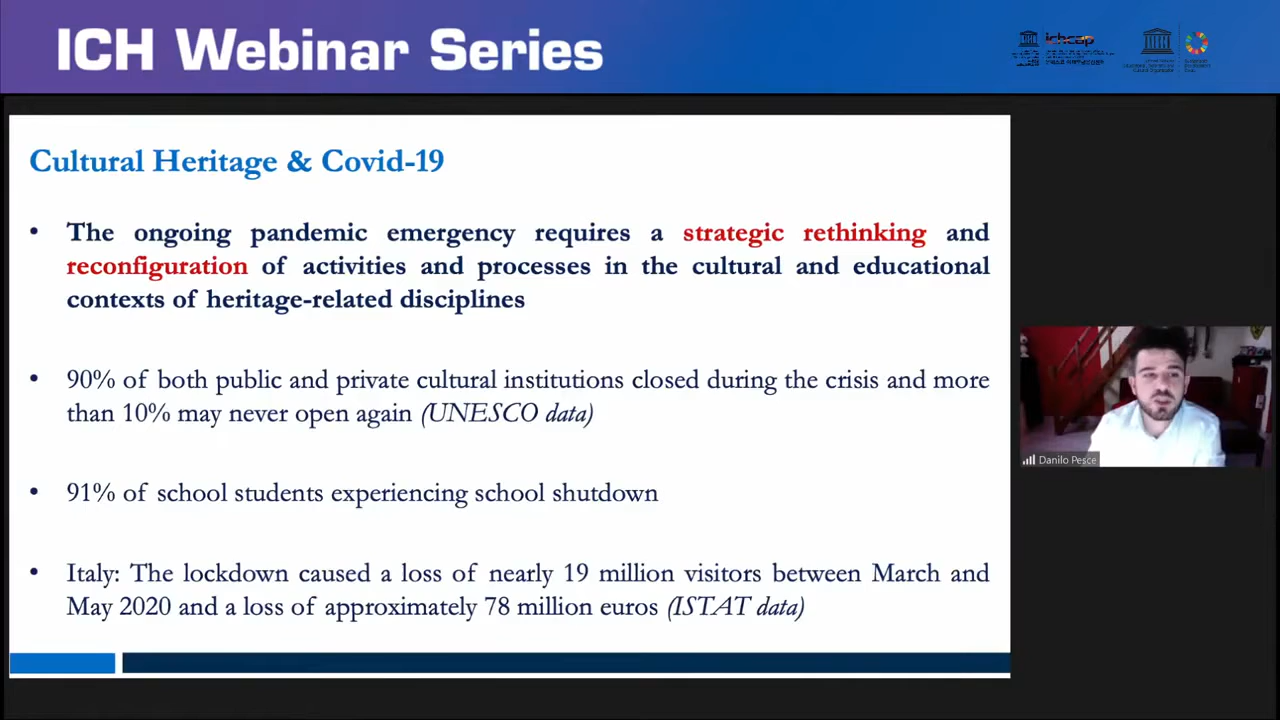 ICH Webinar Series
ichcap
Cultural Heritage & Covid-19
• The ongoing pandemic emergency requires a strategic rethinking and
reconfiguration of activities and processes in the cultural and educational
contexts of heritage-related disciplines
• 90% of both public and private cultural institutions closed during the crisis and more
than 10% may never open again (UNESCO data)
• 91% of school students experiencing school shutdown
• Italy: The lockdown caused a loss of nearly 19 million visitors between March and
May 2020 and a loss of approximately 78 million euros (ISTAT data)
Danilo Pesce